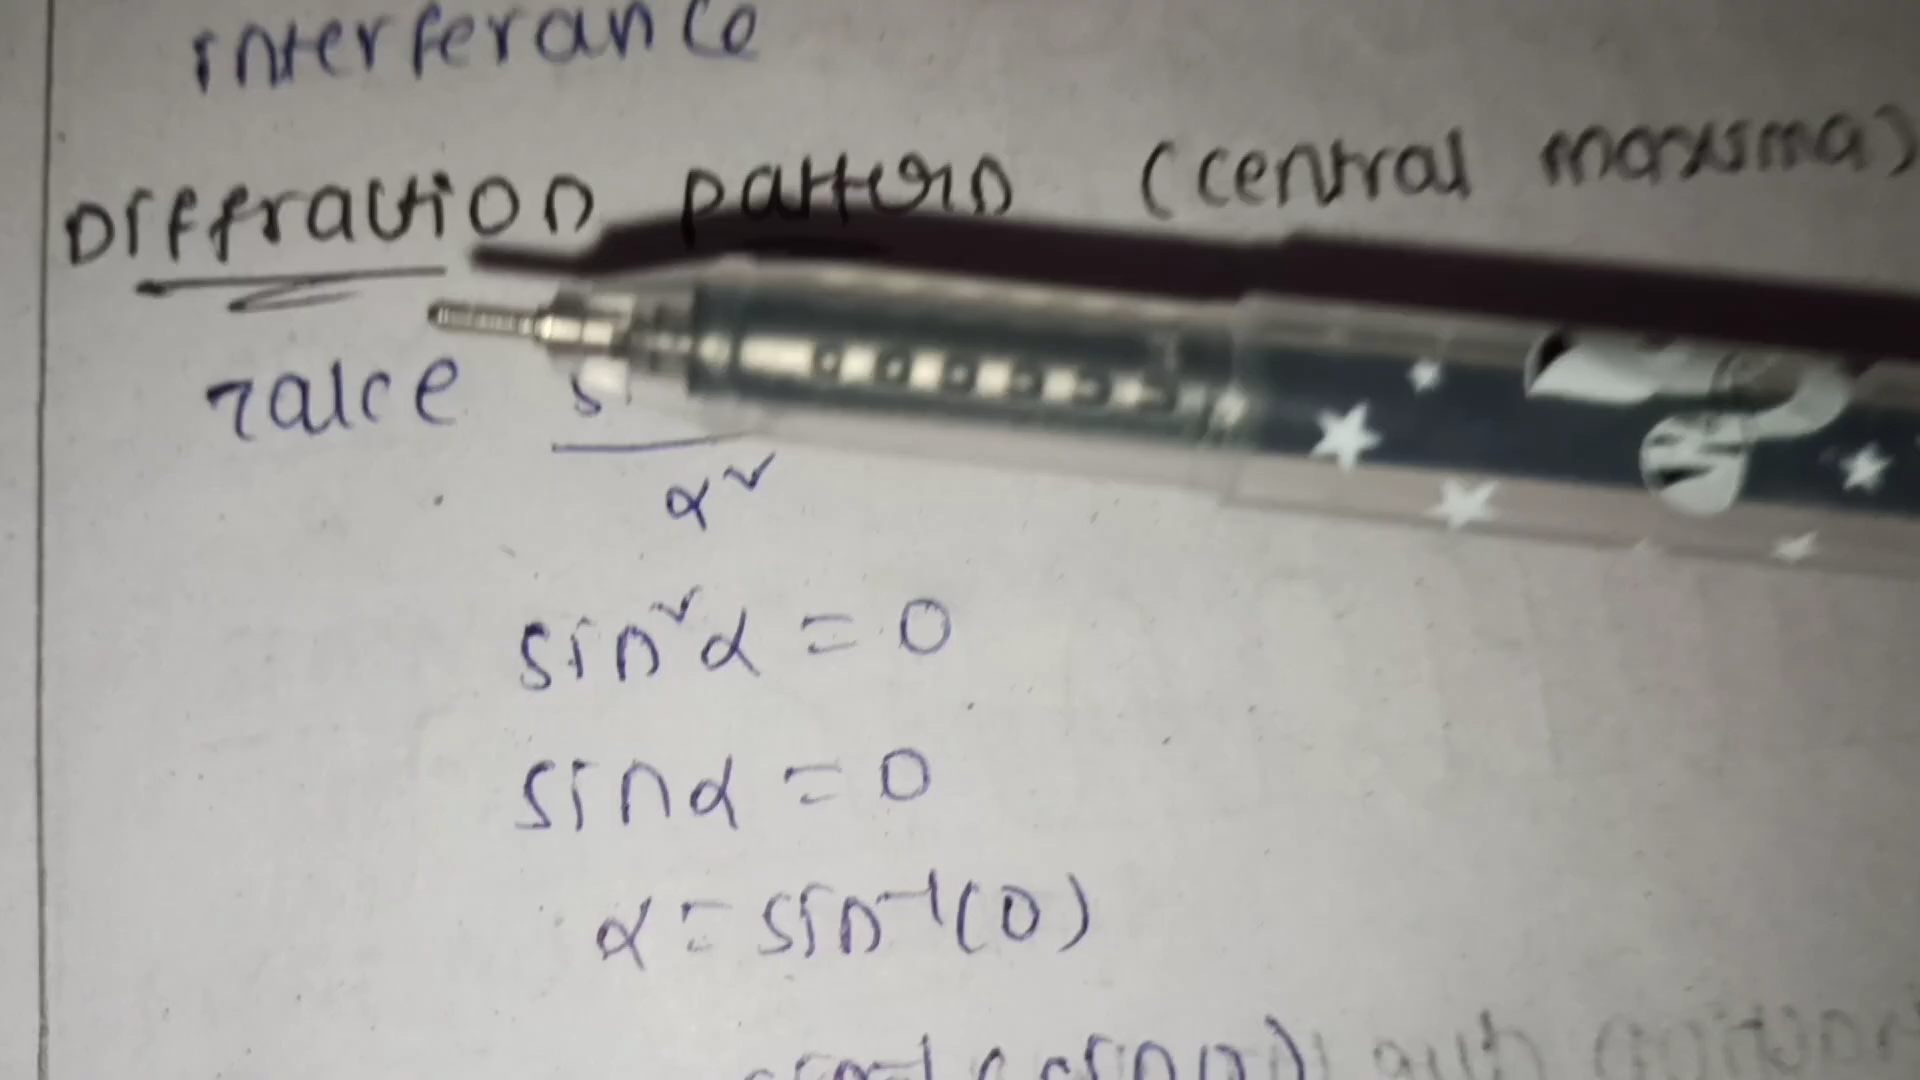 interferance
Diffraction pattern (central maxima)
Take
α²
sin²α = 0
sinα = 0
α = sin⁻¹(0)